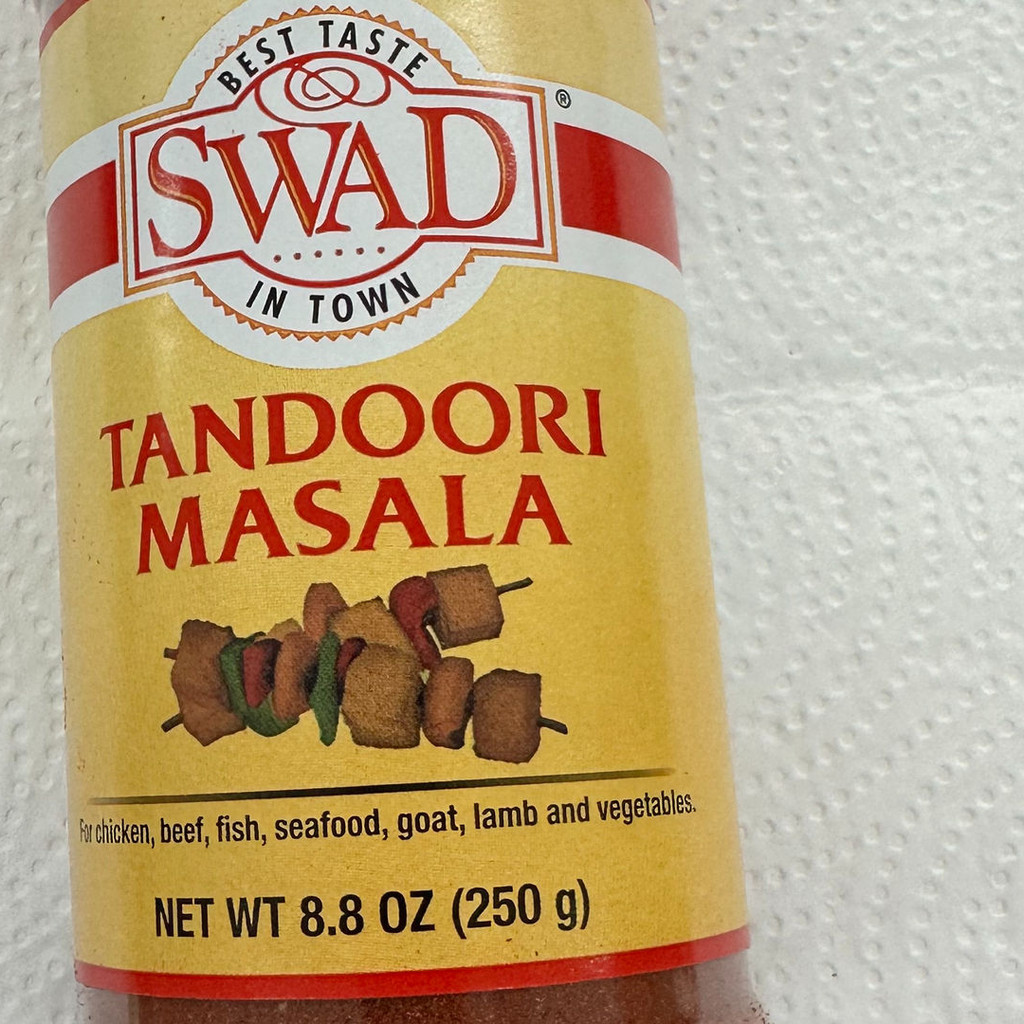 BEST TASTE
SWAD®
IN TOWN
TANDOORI
MASALA
For chicken, beef, fish, seafood, goat, lamb and vegetables.
NET WT 8.8 OZ (250 g)